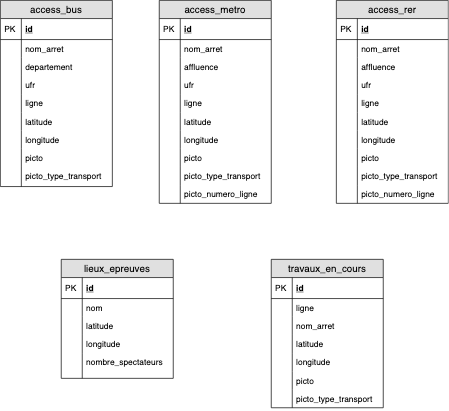 access_bus
PK id
nom_arret
departement
ufr
ligne
latitude
longitude
picto
picto_type_transport
access_metro
PK id
nom_arret
affluence
ufr
ligne
latitude
longitude
picto
picto_type_transport
picto_numero_ligne
access_rer
PK id
nom_arret
affluence
ufr
ligne
latitude
longitude
picto
picto_type_transport
picto_numero_ligne
lieux_epreuves
PK id
nom
latitude
longitude
nombre_spectateurs
travaux_en_cours
PK id
ligne
nom_arret
latitude
longitude
picto
picto_type_transport